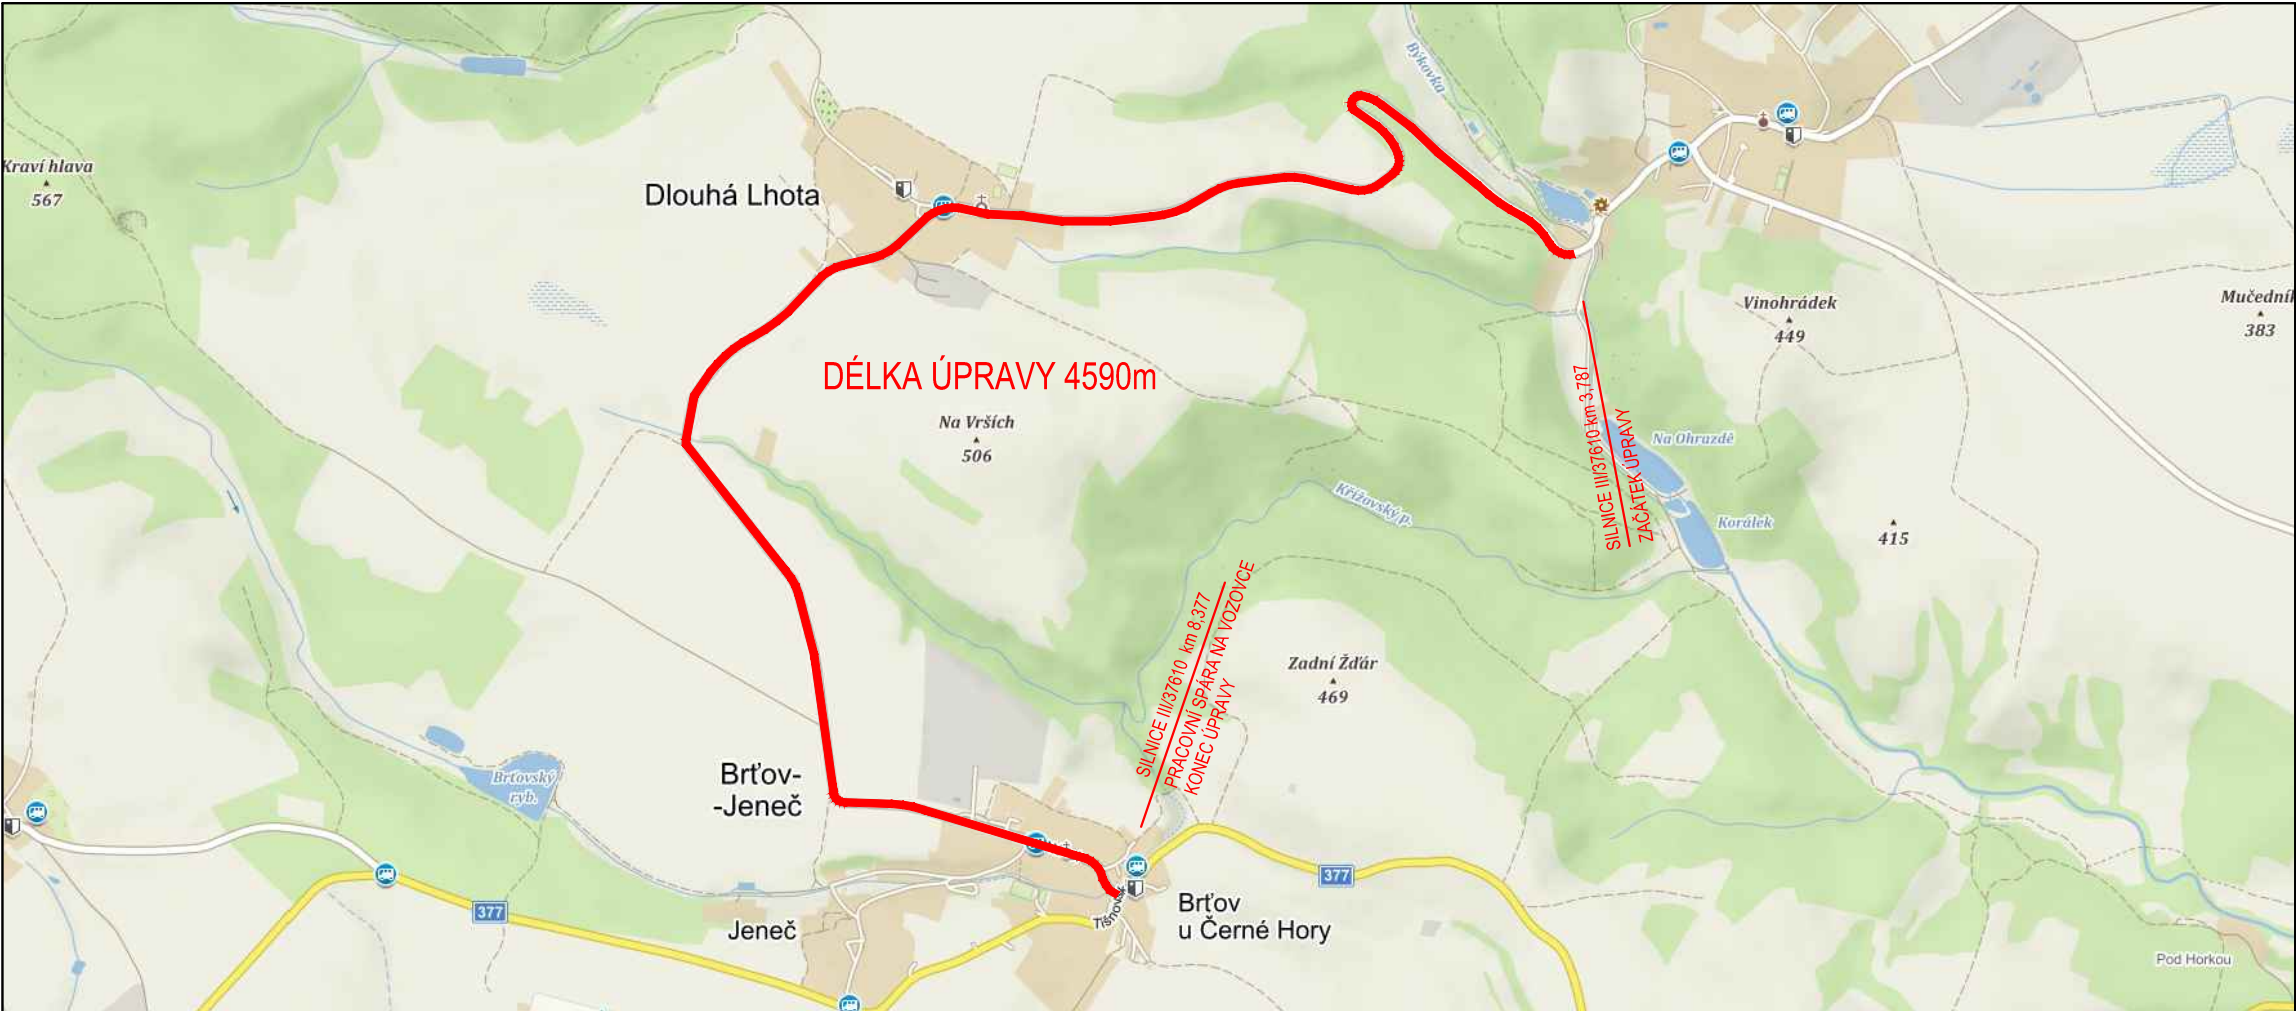 Býkovka
Kraví hlava
567
Dlouhá Lhota
Vinohrádek
449
Mučední
383
DÉLKA ÚPRAVY 4590m
Na Vrších
506
SILNICE III/37610 km 3,787
ZAČÁTEK ÚPRAVY
Na Ohrazdě
Korálek
415
Křížovský p.
SILNICE III/37610 km 8,377
PRACOVNÍ SPÁRA NA VOZOVCE
KONEC ÚPRAVY
Zadní Žďár
469
Brťov-
-Jeneč
Brťovský
ryb.
377
377
Jeneč
Brťov
u Černé Hory
Pod Horkou